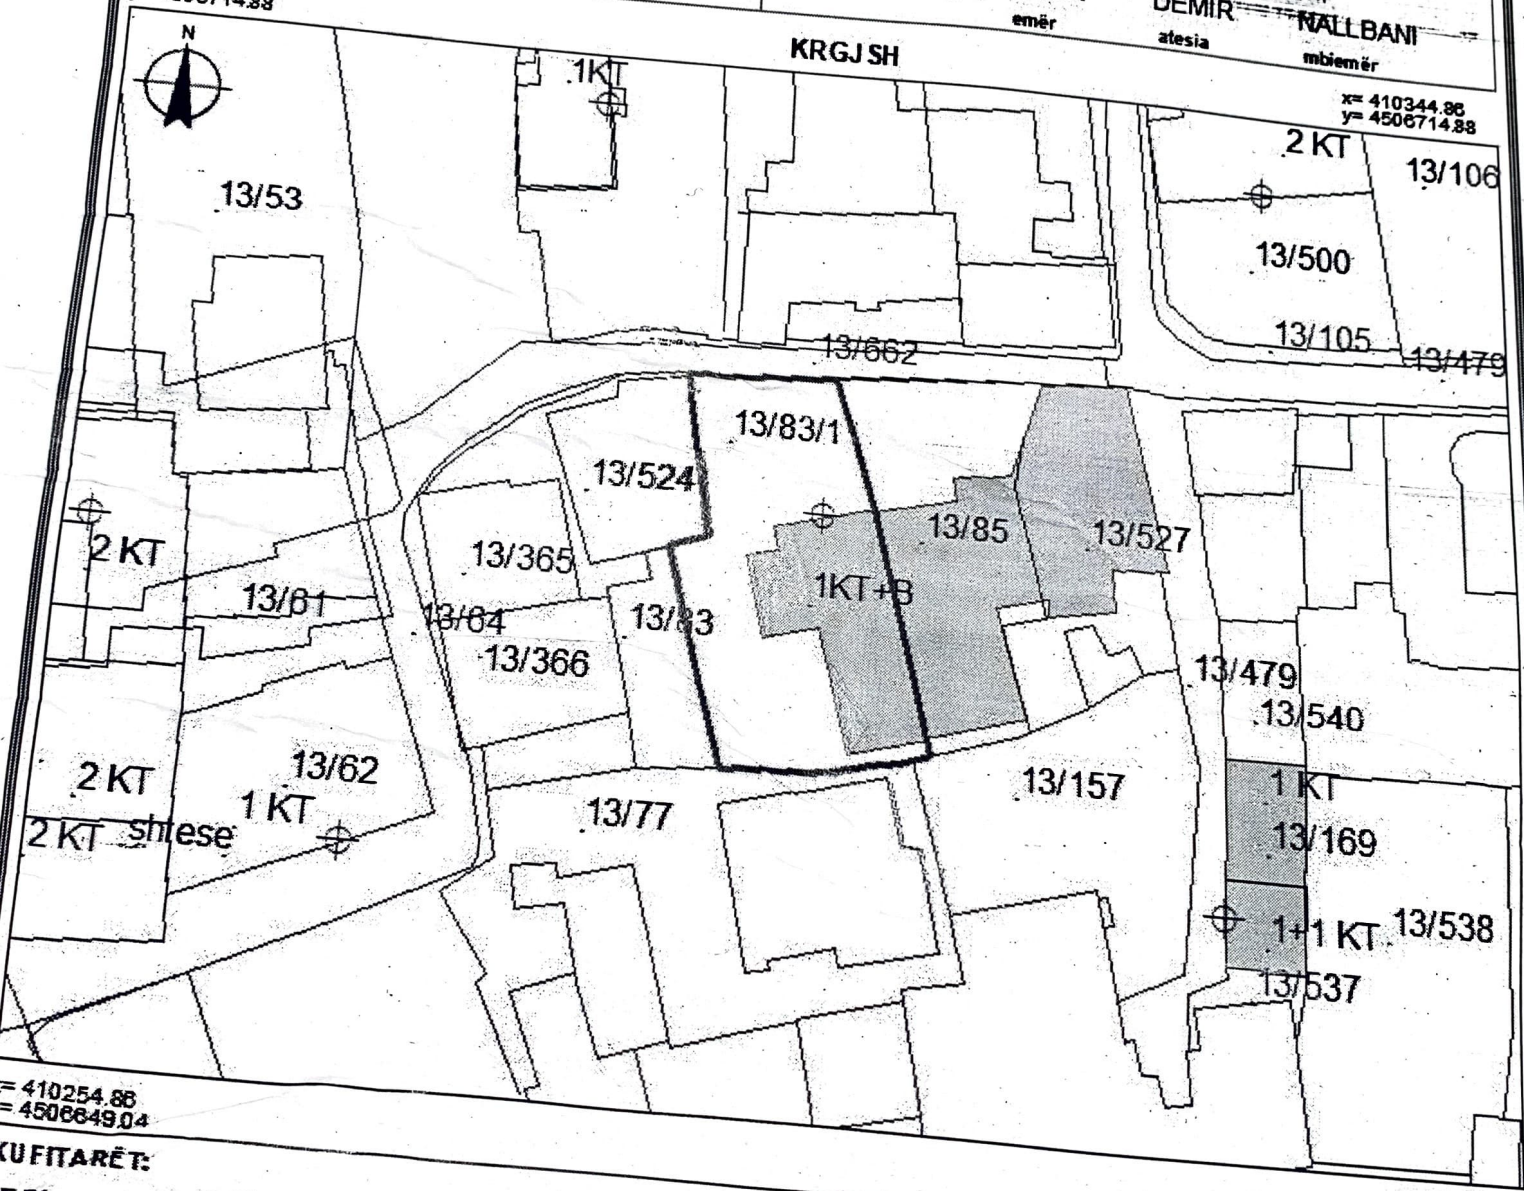 emër
DEMIR
atesia
NALLBANI
mbiemër
KRGJSH
x= 410344.86
y= 4506714.88
N
.1KT
2 KT
13/106
13/53
13/500
13/105
13/479
13/662
13/83/1
13/524
13/85
13/527
13/365
2 KT
1KT+B
13/61
13/64
13/83
13/366
13/479
13/540
13/62
2 KT
1 KT
13/77
13/157
1 KT
2 KT
shtese
13/169
1+1 KT
13/538
13/537
= 410254.86
= 4506649.04
KUFITARËT: